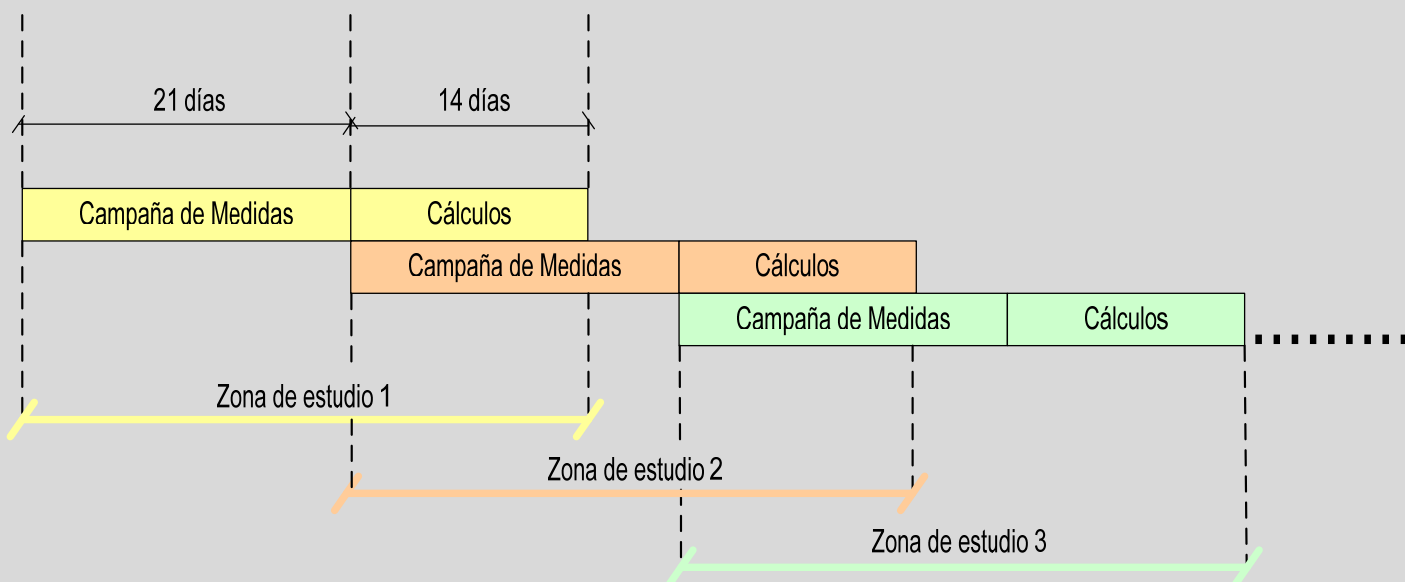 21 días
14 días
Campaña de Medidas
Cálculos
Campaña de Medidas
Cálculos
Campaña de Medidas
Cálculos
Zona de estudio 1
Zona de estudio 2
Zona de estudio 3